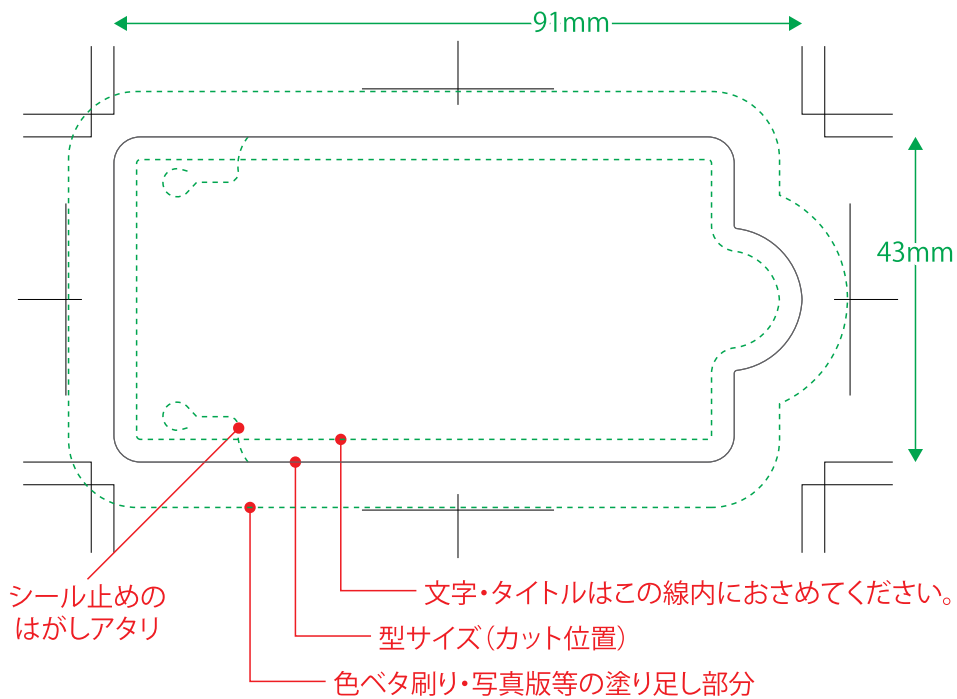 91mm
43mm
シール止めの
はがしアタリ
文字・タイトルはこの線内におさめてください。
型サイズ（カット位置）
色ベタ刷り・写真版等の塗り足し部分